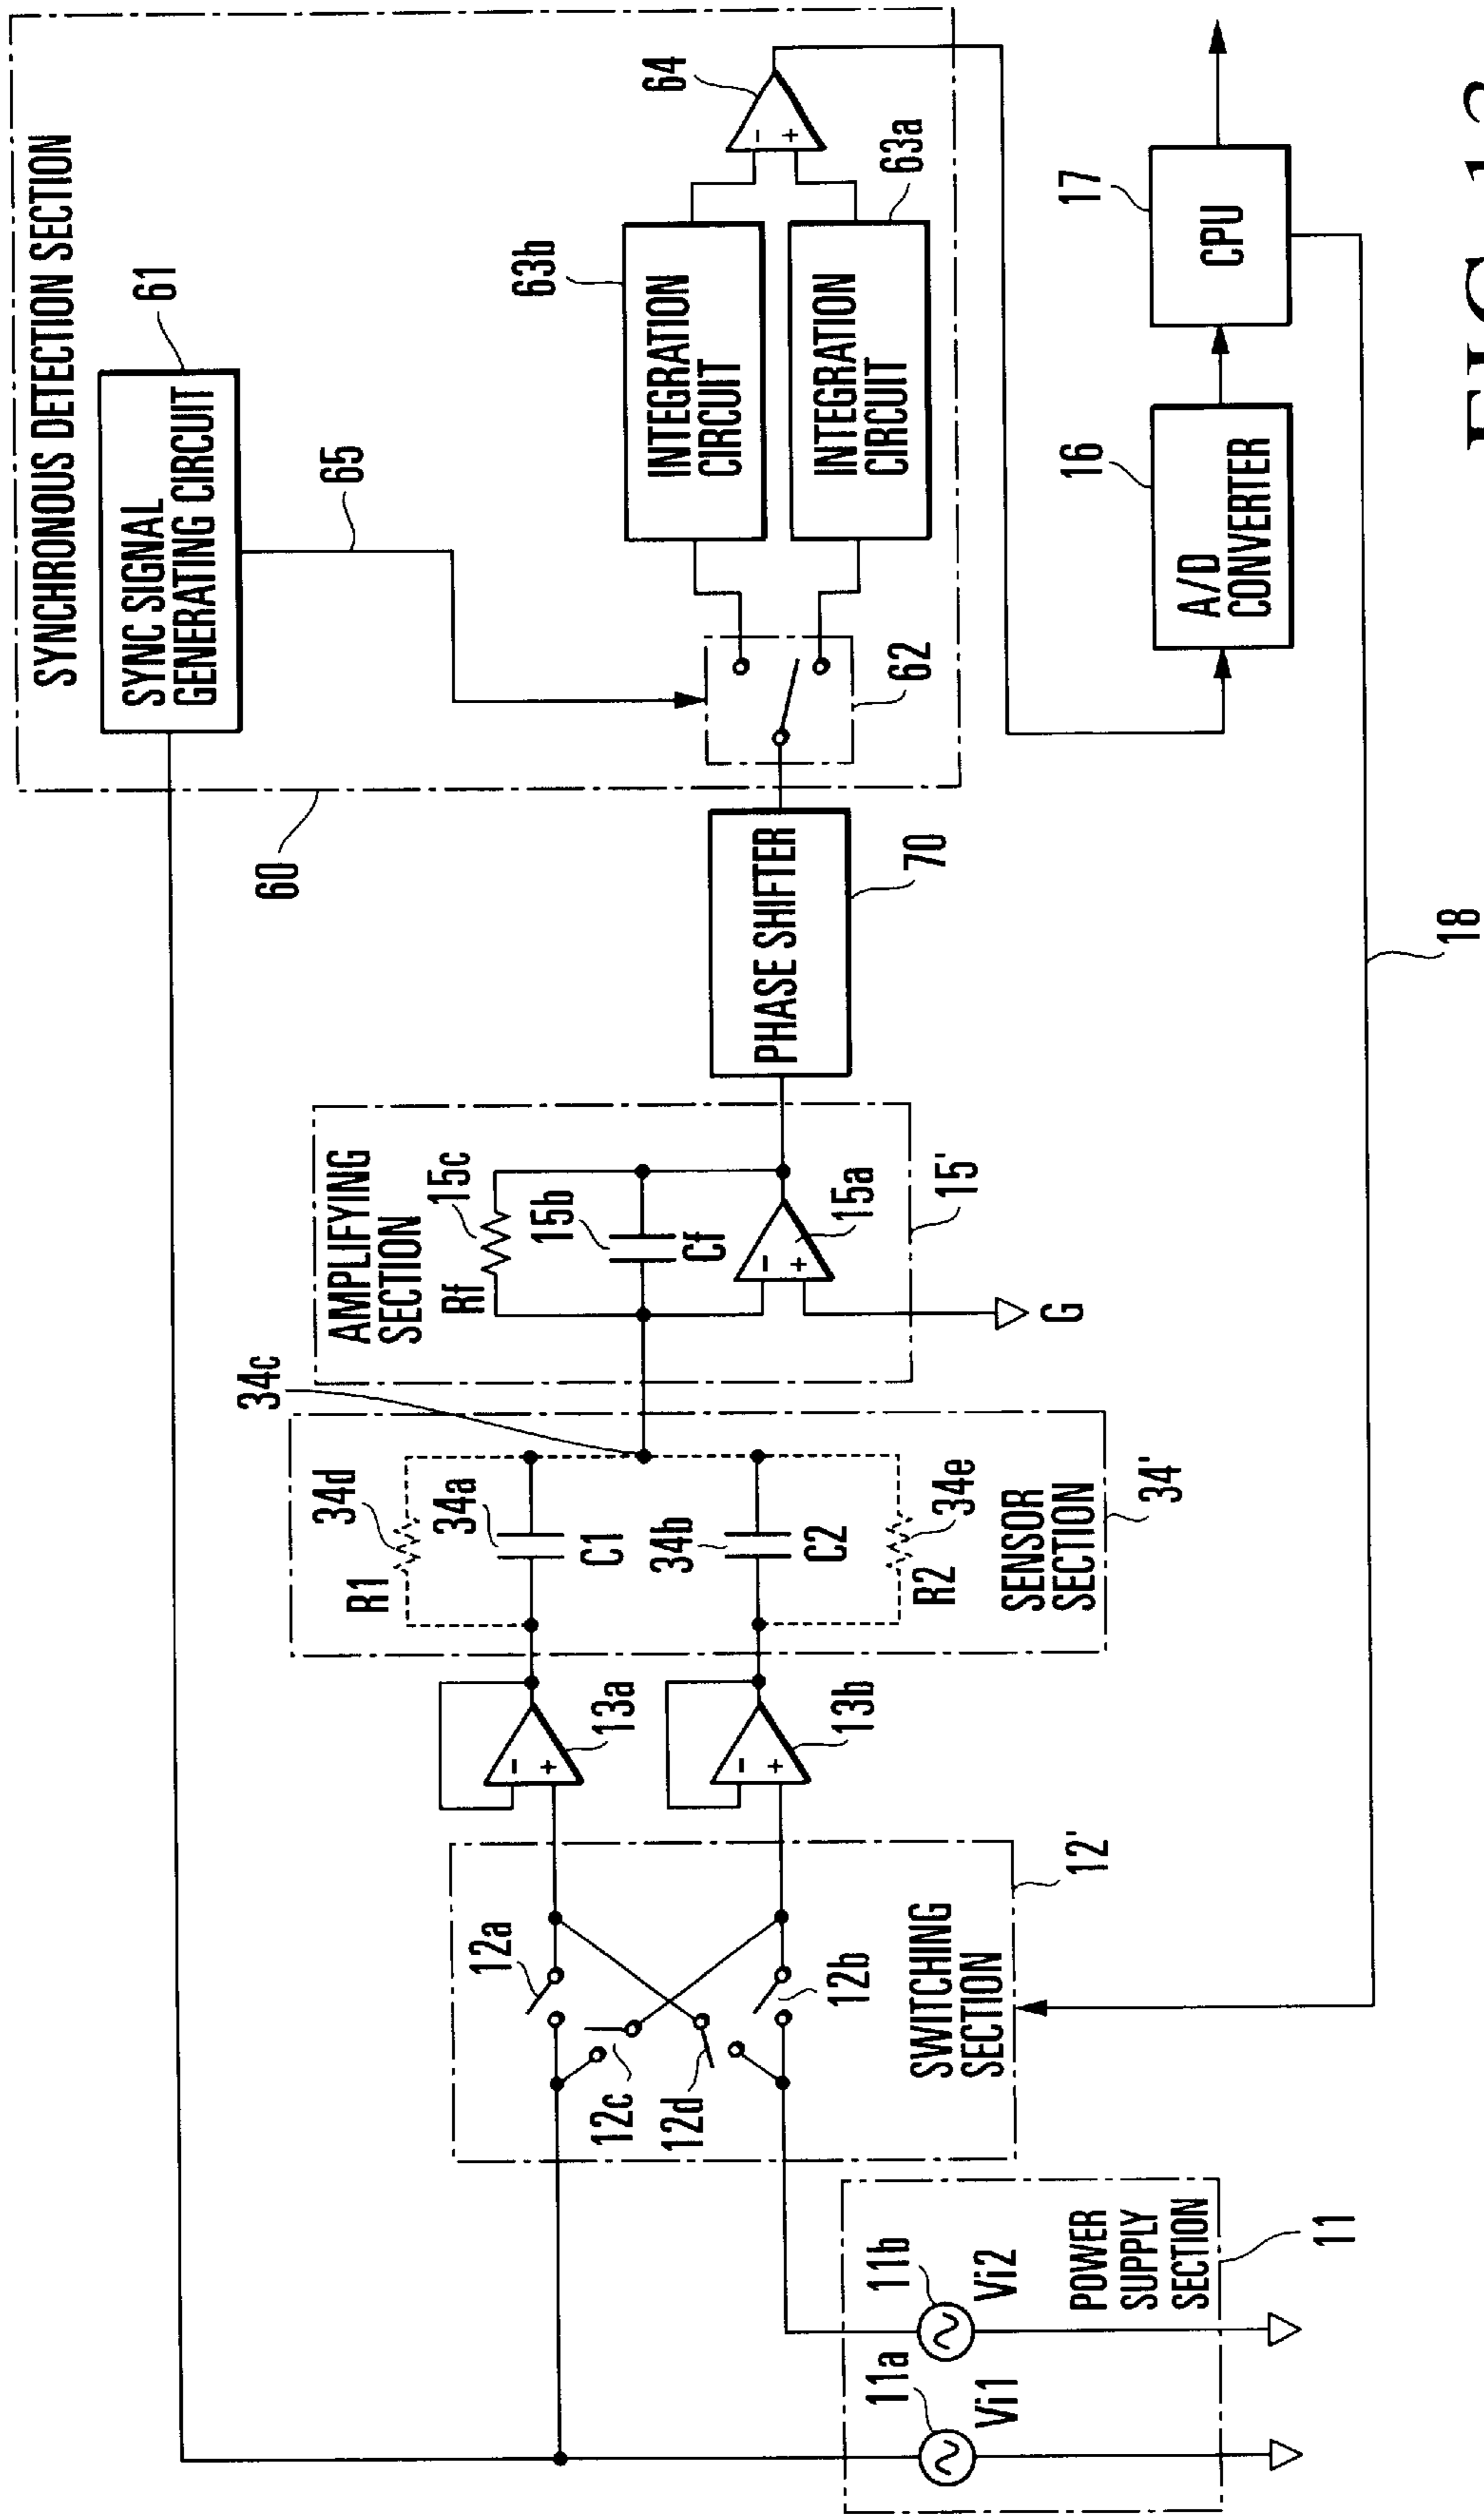 SYNCHRONOUS DETECTION SECTION
SYNC SIGNAL
GENERATING CIRCUIT
61
65
60
63b
INTEGRATION
CIRCUIT
INTEGRATION
CIRCUIT
63a
64
-
+
62
PHASE SHIFTER
70
AMPLIFYING
SECTION
15c
Rf
15b
Cf
15a
-
+
15'
G
34c
34d
R1
34a
C1
34b
C2
34e
R2
SENSOR
SECTION
34'
-
+
13a
-
+
13b
12a
12b
12c
12d
SWITCHING
SECTION
12'
11b
Vi2
11a
Vi1
POWER
SUPPLY
SECTION
11
16
A/D
CONVERTER
17
CPU
18